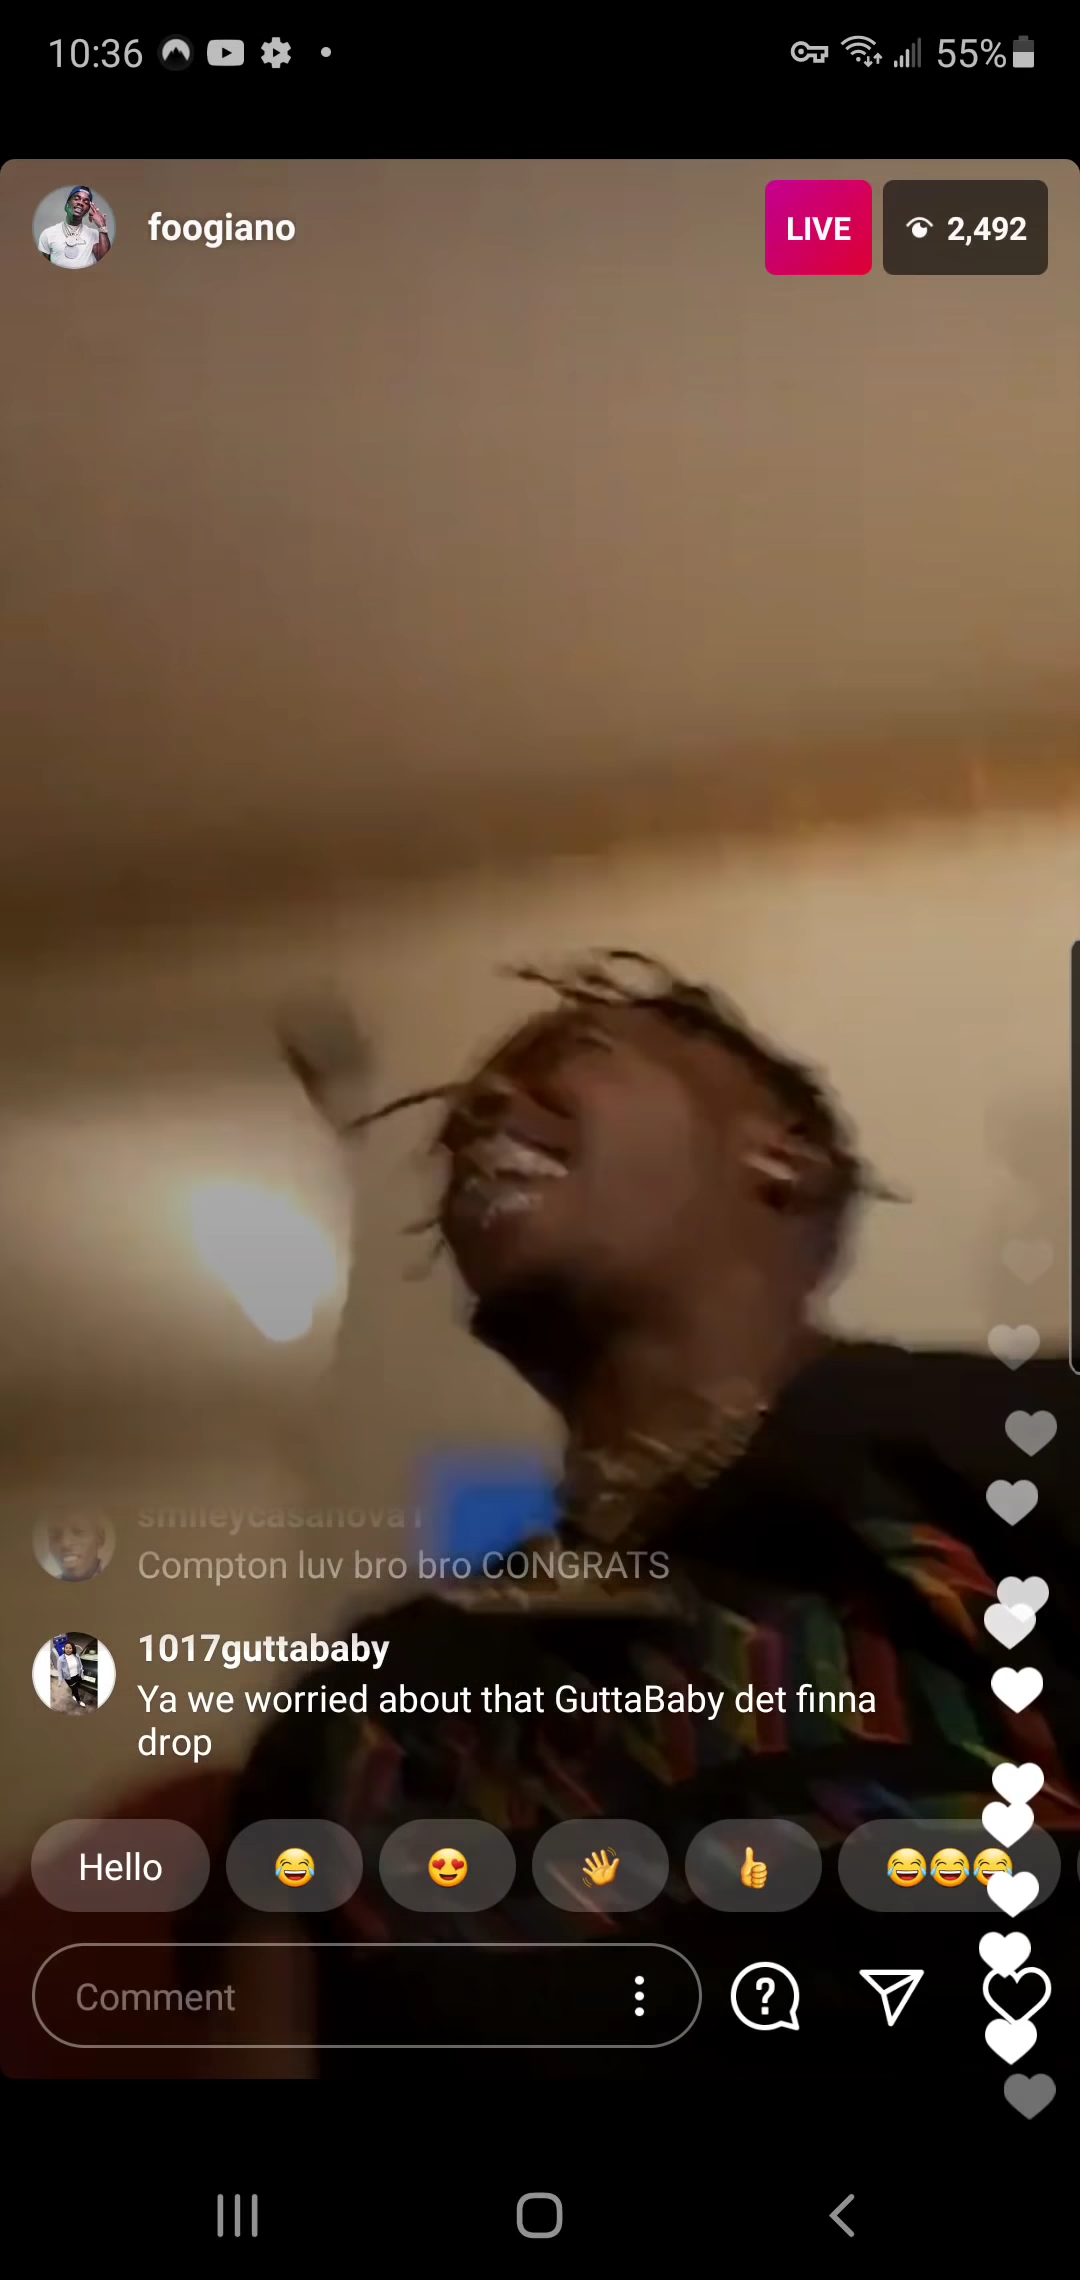 10:36 55%
foogiano LIVE 2,492
smileycasanova1
Compton luv bro bro CONGRATS
1017guttababy
Ya we worried about that GuttaBaby det finna
drop
Hello
Comment